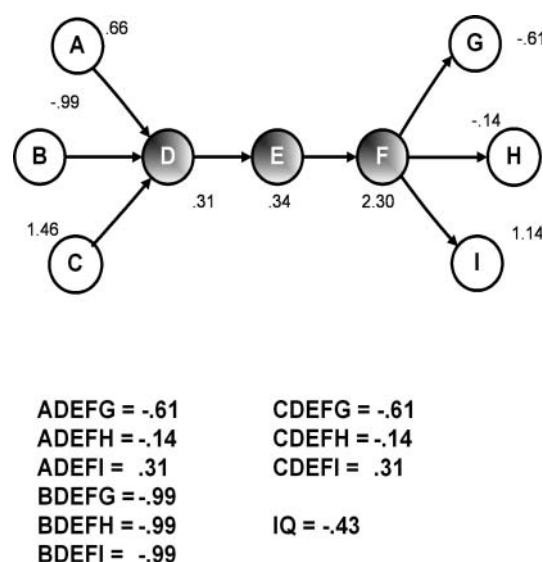 .66
A
G
-.61
-.99
-.14
B
D
E
F
H
.31
.34
2.30
1.46
1.14
C
I
ADEFG = -.61
ADEFH = -.14
ADEFI = .31
BDEFG = -.99
BDEFH = -.99
BDEFI = -.99
CDEFG = -.61
CDEFH = -.14
CDEFI = .31
IQ = -.43